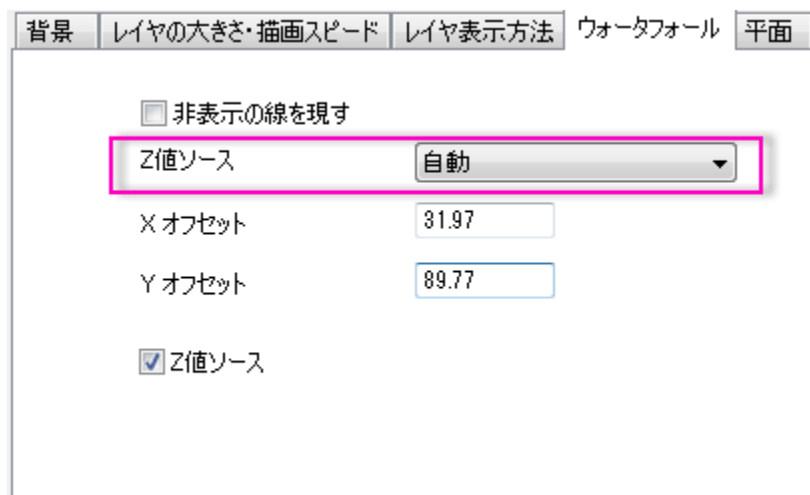 背景 レイヤの大きさ・描画スピード レイヤ表示方法 ウォータフォール 平面
非表示の線を現す
Z値ソース 自動
X オフセット 31.97
Y オフセット 89.77
Z値ソース